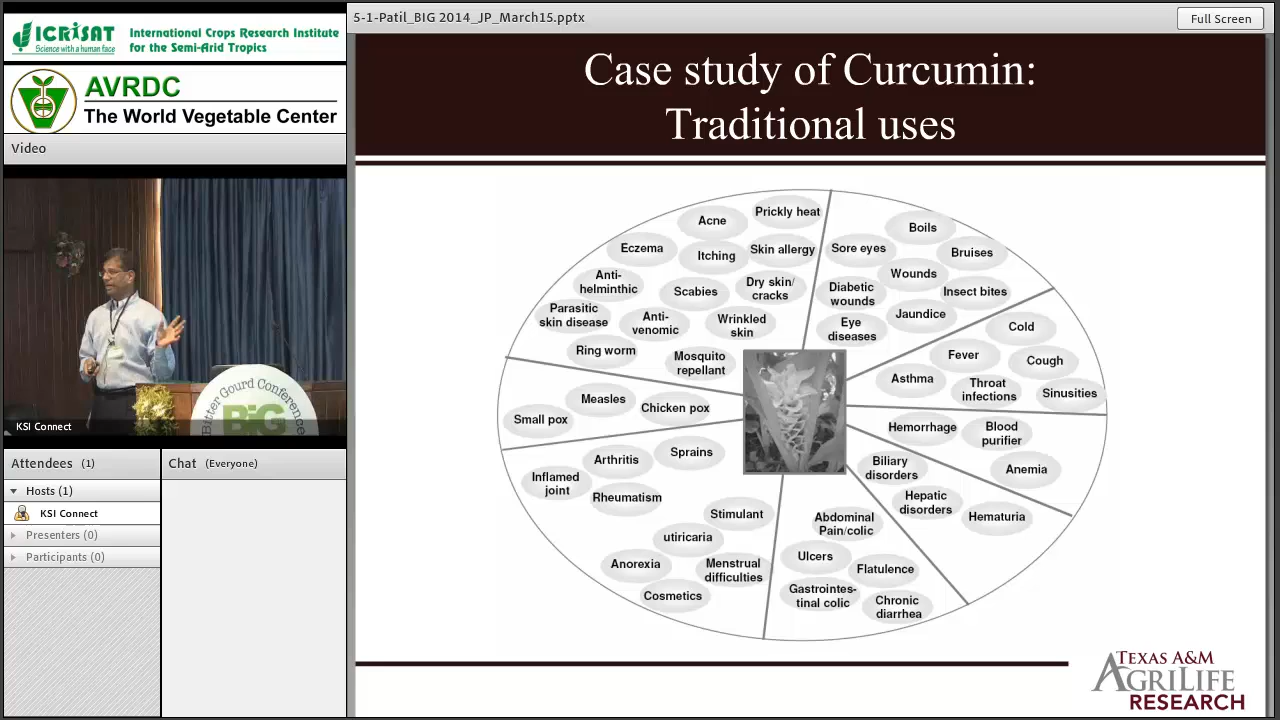 5-1-Patil_BIG 2014_JP_March15.pptx
Full Screen
ICRISAT
Science with a human face
International Crops Research Institute
for the Semi-Arid Tropics
AVRDC
The World Vegetable Center
Video
Bitter Gourd Conference
BiG
KSI Connect
Attendees (1)
Hosts (1)
KSI Connect
Presenters (0)
Participants (0)
Chat (Everyone)
Case study of Curcumin:
Traditional uses
Acne
Prickly heat
Eczema
Itching
Skin allergy
Anti-
helminthic
Scabies
Dry skin/
cracks
Parasitic
skin disease
Anti-
venomic
Wrinkled
skin
Ring worm
Mosquito
repellant
Boils
Sore eyes
Bruises
Wounds
Diabetic
wounds
Insect bites
Jaundice
Eye
diseases
Cold
Fever
Cough
Asthma
Throat
infections
Sinusities
Measles
Chicken pox
Small pox
Hemorrhage
Blood
purifier
Anemia
Biliary
disorders
Hepatic
disorders
Hematuria
Sprains
Arthritis
Inflamed
joint
Rheumatism
Stimulant
utiricaria
Anorexia
Menstrual
difficulties
Cosmetics
Abdominal
Pain/colic
Ulcers
Flatulence
Gastrointes-
tinal colic
Chronic
diarrhea
TEXAS A&M
AGRILIFE
RESEARCH